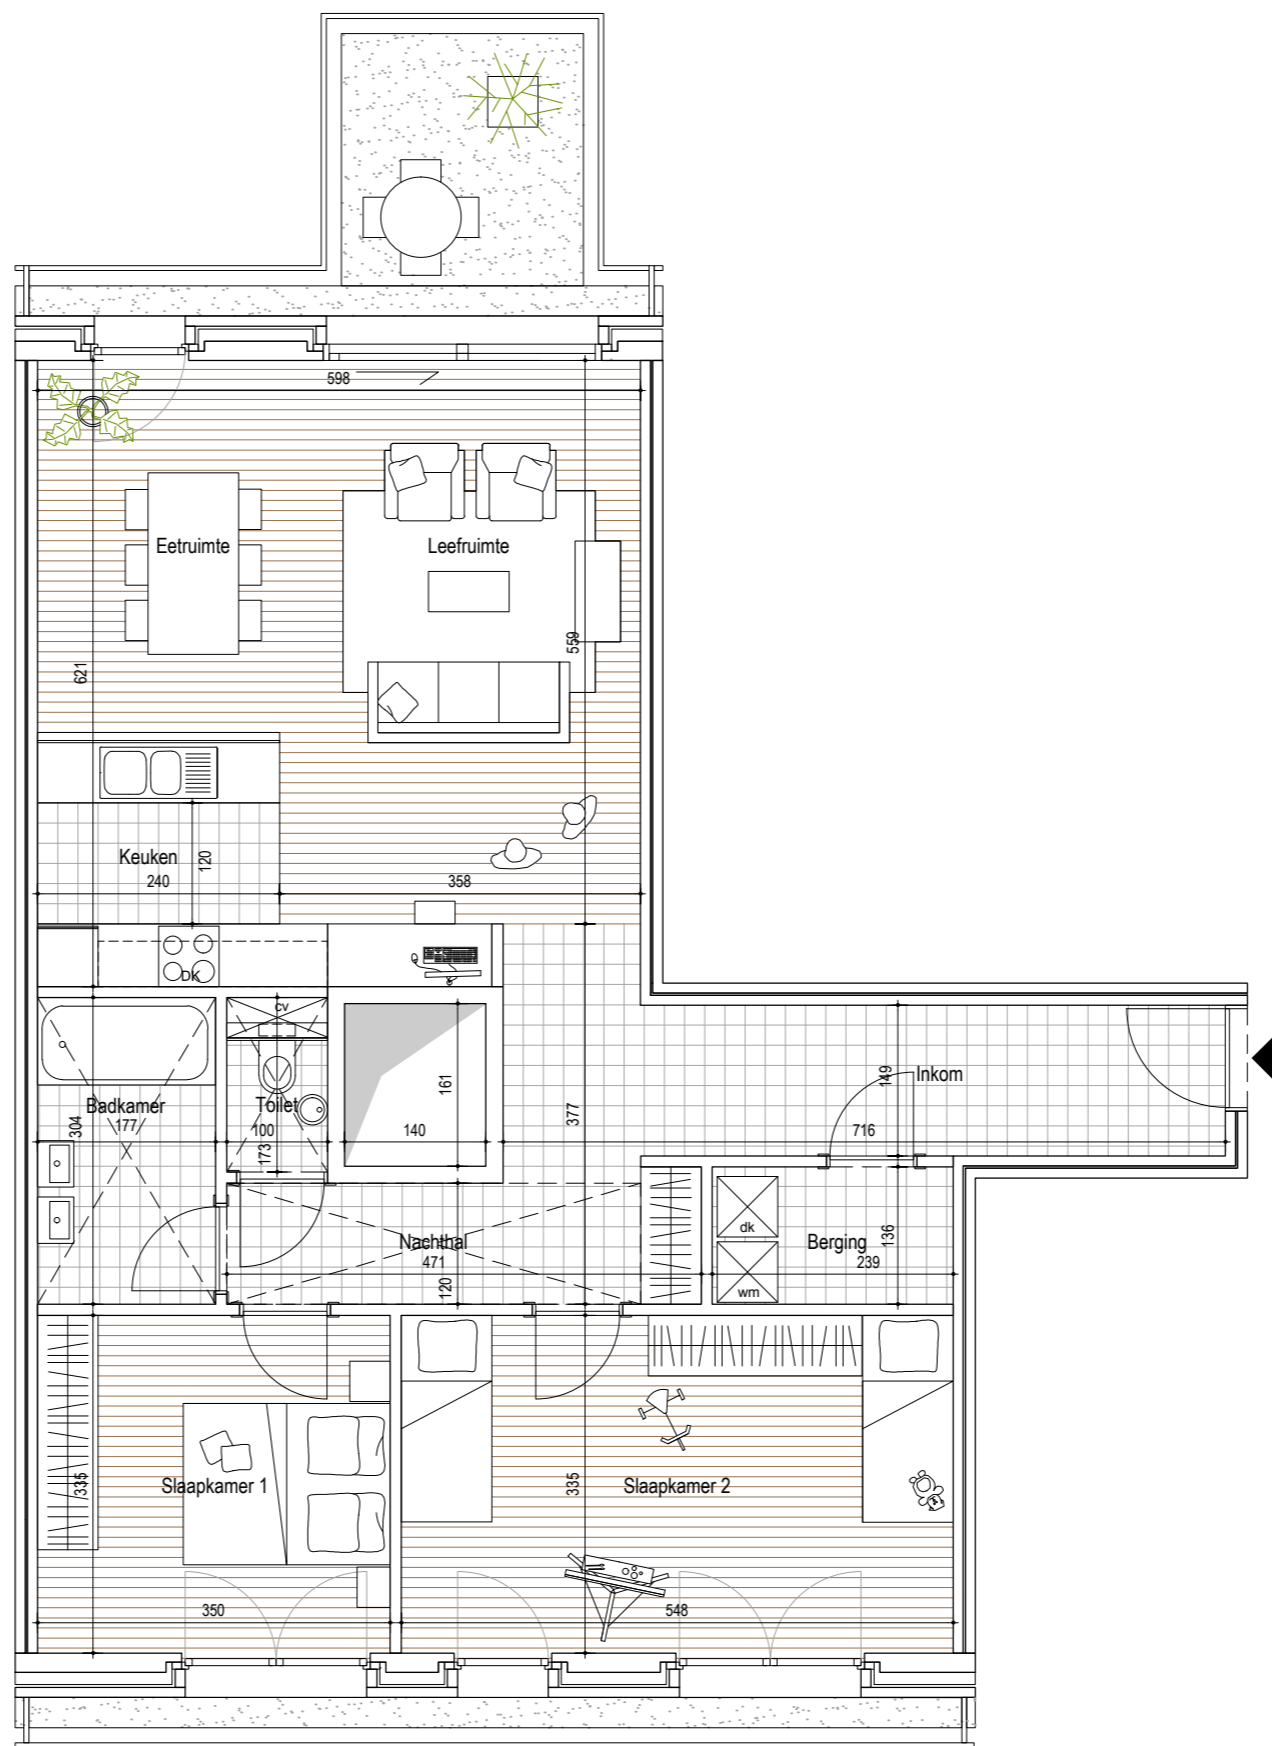 598
Eetruimte
Leefruimte
559
621
Keuken
120
240
358
DK
cv
161
149
Inkom
Badkamer
Toilet
304
177
100
140
377
716
173
dk
136
Nachthal
Berging
471
239
120
wm
335
Slaapkamer 1
335
Slaapkamer 2
350
548